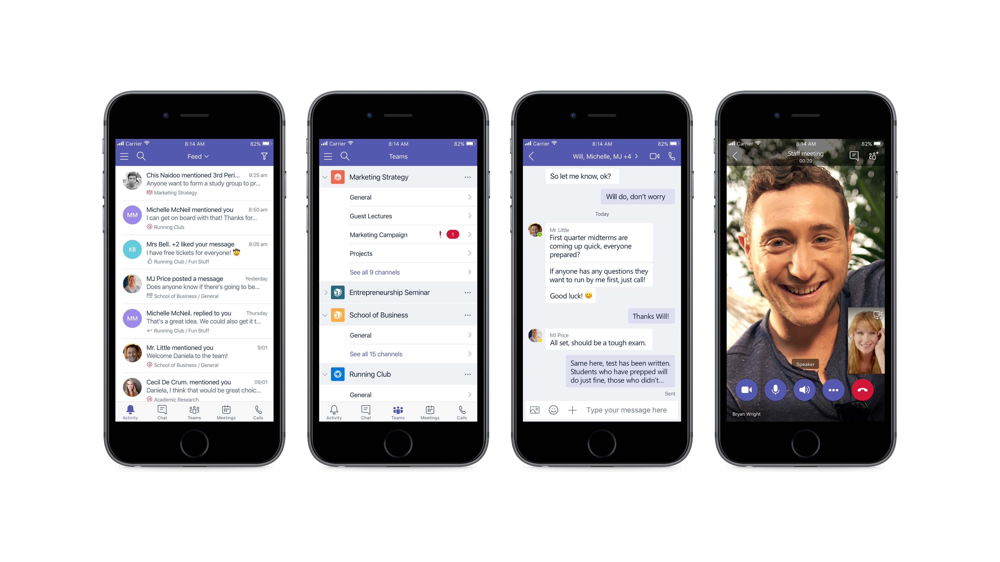 Carrier 8:14 AM 82%
Feed
Chis Naidoo mentioned 3rd Peri... 9:25 am
Anyone want to form a study group to pr...
Marketing Strategy
MM
Michelle McNeil mentioned you 8:50 am
I can get on board with that! Thanks for...
@ Running Club
KB
Mrs Bell. +2 liked your message 8:05 am
I have free tickets for everyone! 🤠
Running Club / Fun Stuff
MJ Price posted a message Yesterday
Does anyone know if there's going to be...
School of Business / General
MM
Michelle McNeil. replied to you Thursday
That's a great idea. We could also get it t...
Running Club / Fun Stuff
Mr. Little mentioned you 9/01
Welcome Daniela to the team!
@ School of Business / General
Cecil De Crum. mentioned you 09/01
Daniela, I think that would be great choic...
@ Academic Research
Activity Chat Teams Meetings Calls
Carrier 8:14 AM 82%
Teams
Marketing Strategy ...
General
Guest Lectures
Marketing Campaign ! 1
Projects
See all 9 channels
Entrepreneurship Seminar ...
School of Business ...
General
See all 15 channels
Running Club ...
General
Activity Chat Teams Meetings Calls
Carrier 8:14 AM 82%
Will, Michelle, MJ +4
So let me know, ok?
Will do, don’t worry
Today
Mr. Little
First quarter midterms are
coming up quick, everyone
prepared?
If anyone has any questions they
want to run by me first, just call!
Good luck! 😊
Thanks Will!
MJ Price
All set, should be a tough exam.
Same here, test has been written.
Students who have prepped will
do just fine, those who didn’t...
Sent
Type your message here
Carrier 8:14 AM 82%
Staff meeting
00:20
Speaker
Bryan Wright